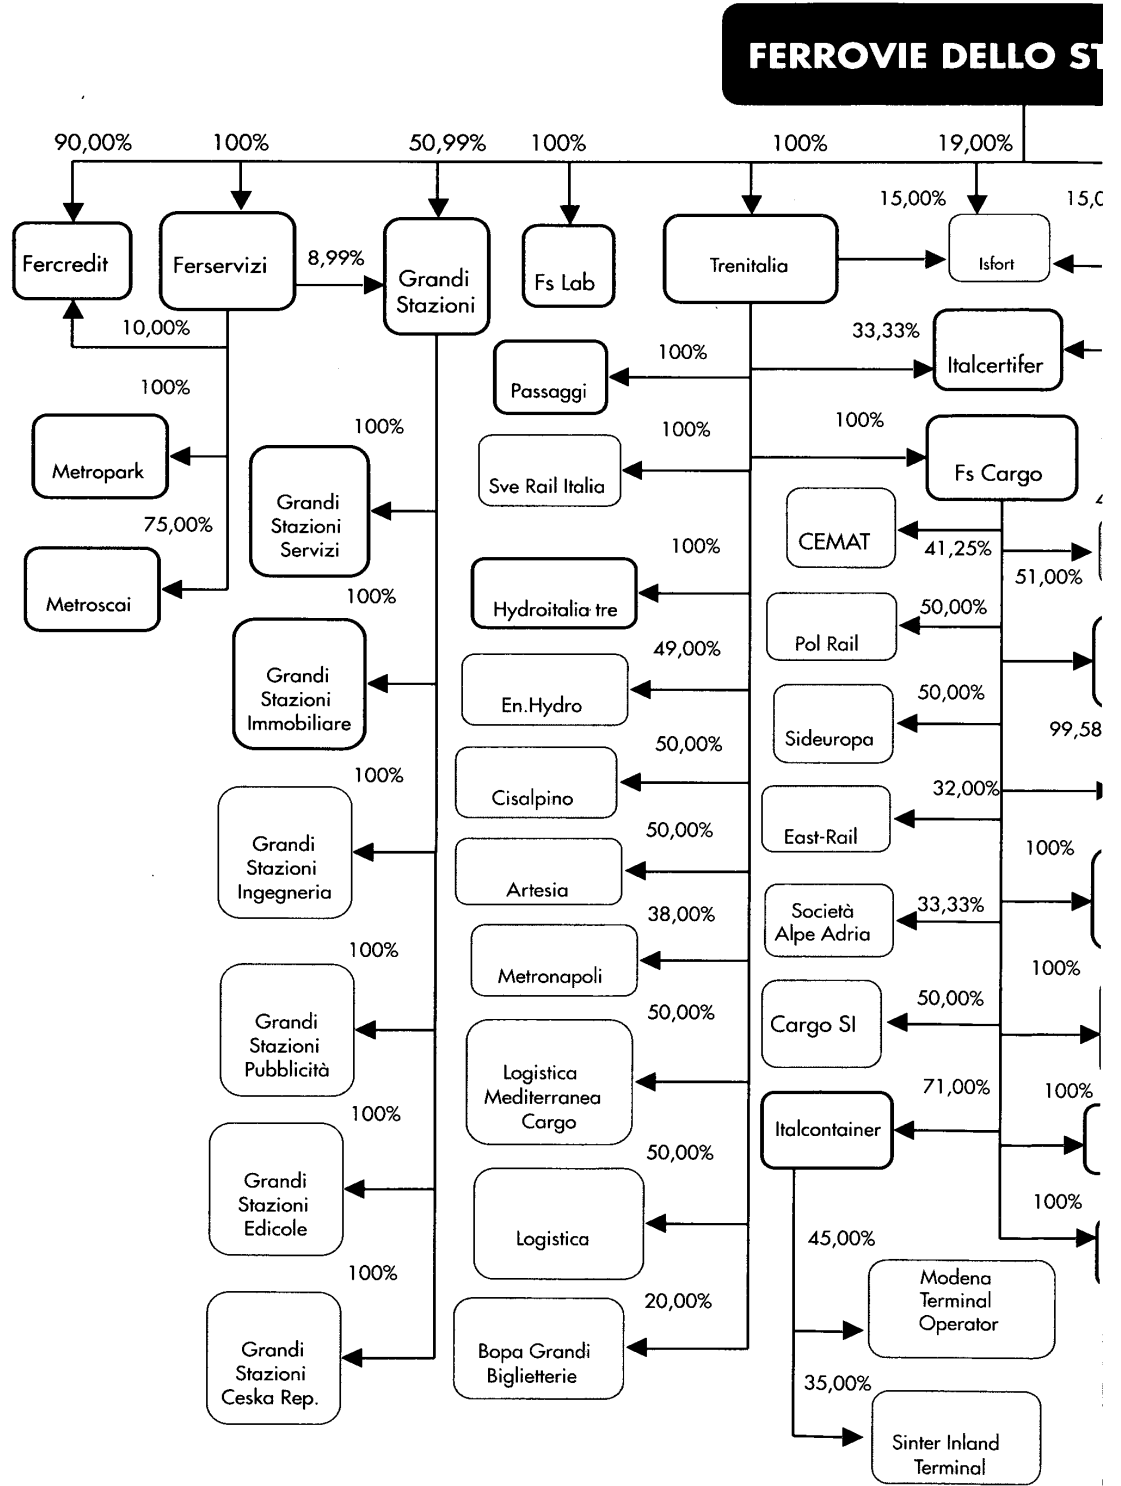 FERROVIE DELLO ST
90,00%
100%
50,99%
100%
100%
19,00%
15,00%
15,0
Fercredit
Ferservizi
8,99%
Grandi
Stazioni
Fs Lab
Trenitalia
Isfort
10,00%
100%
33,33%
Italcertifer
Passaggi
100%
100%
100%
100%
Metropark
Sve Rail Italia
Fs Cargo
Grandi
Stazioni
Servizi
75,00%
CEMAT
41,25%
51,00%
100%
Metroscai
100%
Hydroitalia tre
50,00%
Pol Rail
49,00%
Grandi
Stazioni
Immobiliare
En.Hydro
50,00%
Sideuropa
99,58
50,00%
100%
Cisalpino
32,00%
East-Rail
50,00%
100%
Grandi
Stazioni
Ingegneria
Artesia
33,33%
Società
Alpe Adria
38,00%
100%
Metronapoli
100%
50,00%
Cargo SI
50,00%
Grandi
Stazioni
Pubblicità
Logistica
Mediterranea
Cargo
71,00%
100%
100%
Italcontainer
50,00%
Grandi
Stazioni
Edicole
100%
Logistica
45,00%
100%
Modena
Terminal
Operator
20,00%
Grandi
Stazioni
Ceska Rep.
Bopa Grandi
Biglietterie
35,00%
Sinter Inland
Terminal